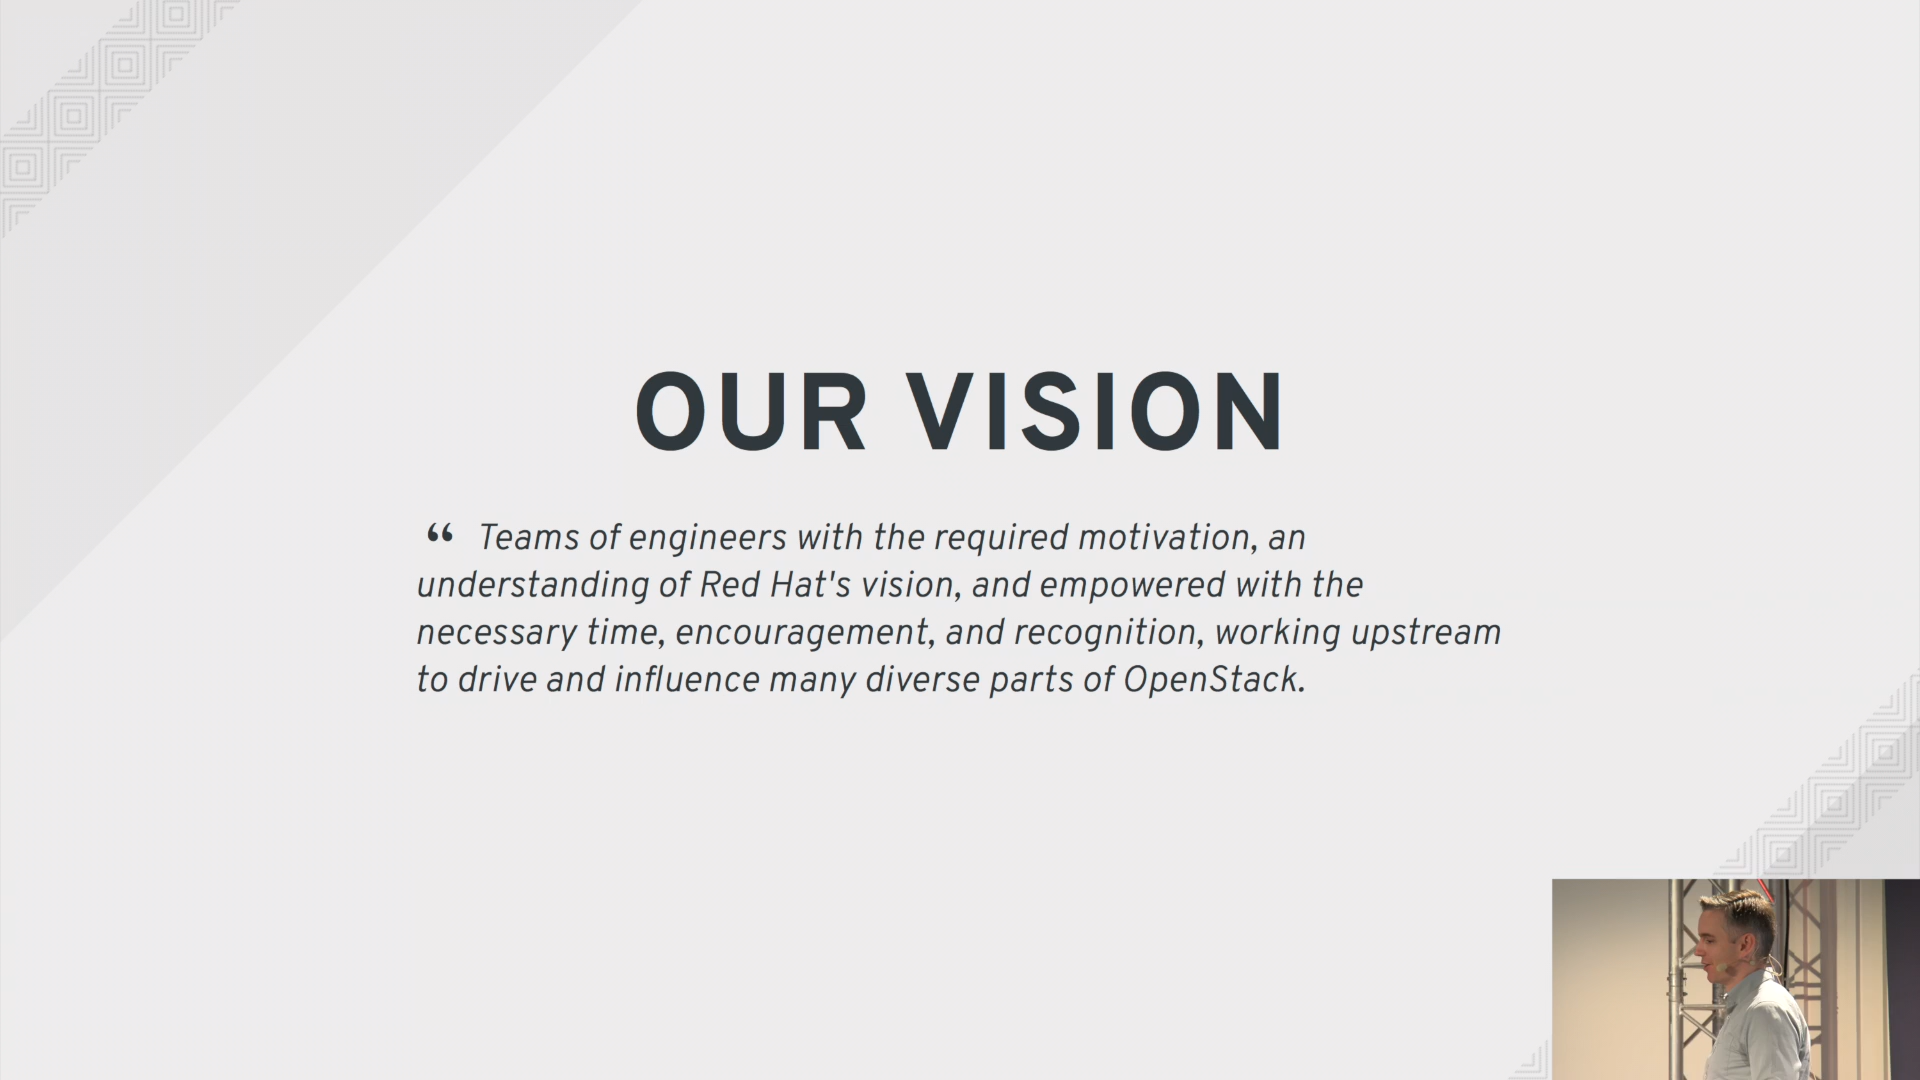 OUR VISION
“ Teams of engineers with the required motivation, an
understanding of Red Hat's vision, and empowered with the
necessary time, encouragement, and recognition, working upstream
to drive and influence many diverse parts of OpenStack.